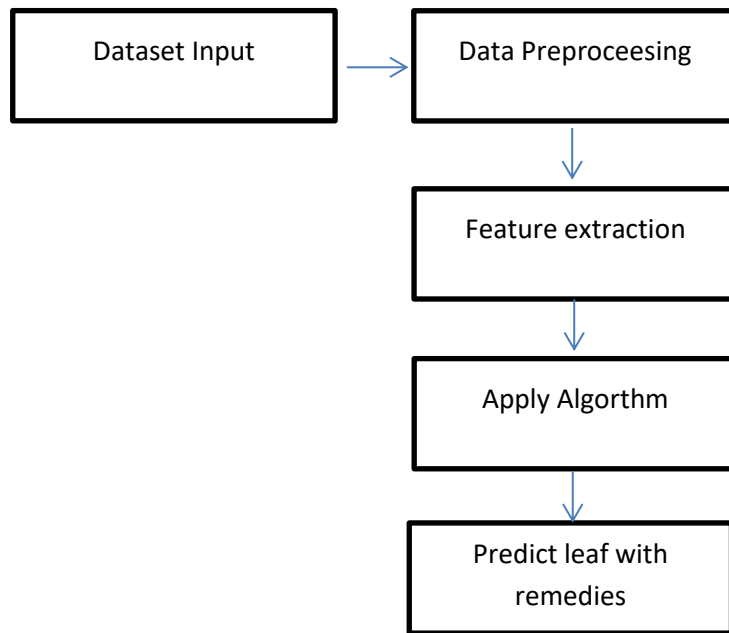 Dataset Input
Data Preproceesing
Feature extraction
Apply Algorthm
Predict leaf with
remedies